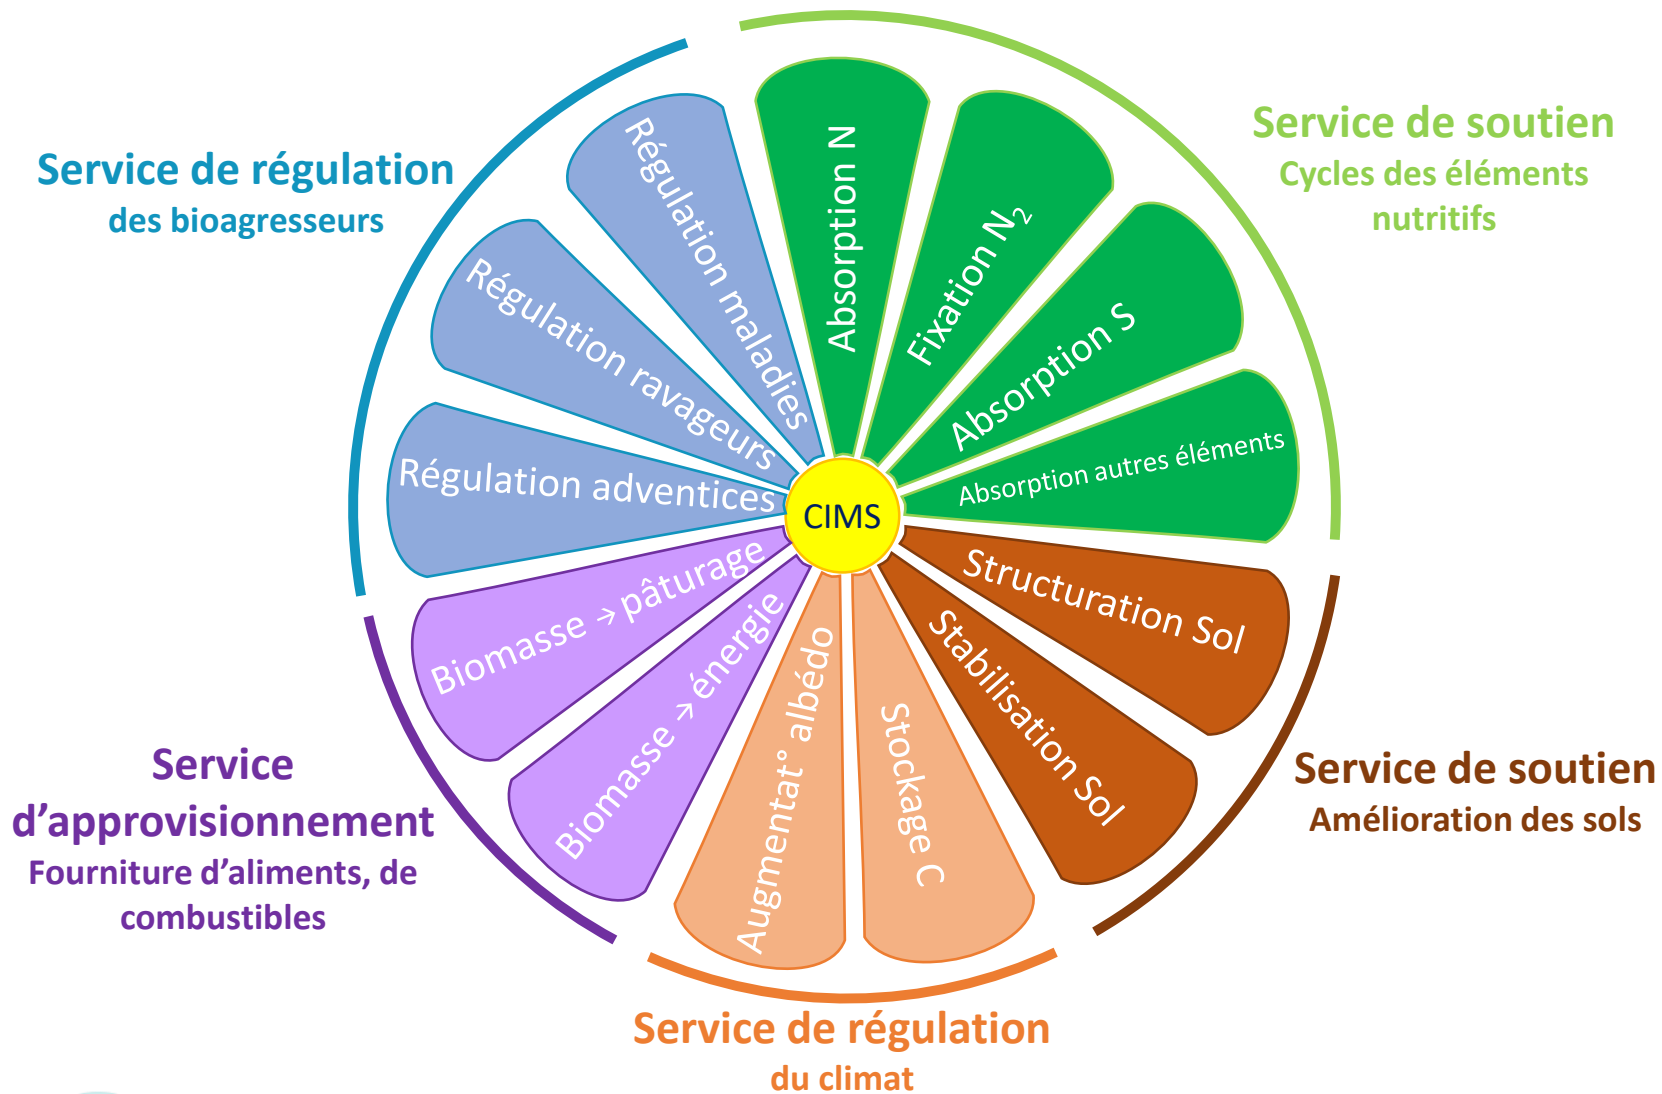 Service de régulation
des bioagresseurs
Service de soutien
Cycles des éléments
nutritifs
Régulation maladies
Régulation ravageurs
Régulation adventices
Absorption N
Fixation N₂
Absorption S
Absorption autres éléments
CIMS
Structuration Sol
Stabilisation Sol
Stockage C
Augmentat° albédo
Biomasse → énergie
Biomasse → pâturage
Service
d’approvisionnement
Fourniture d’aliments, de
combustibles
Service de soutien
Amélioration des sols
Service de régulation
du climat